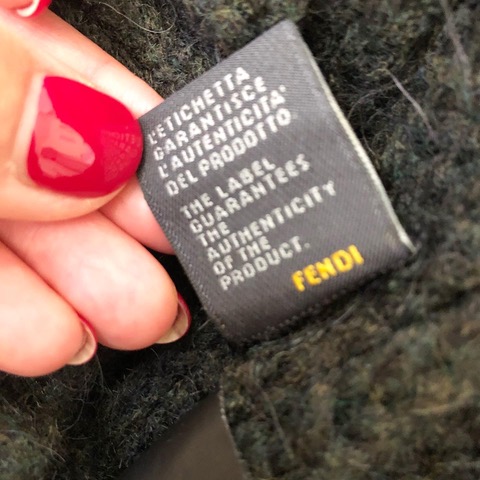 L'ETICHETTA
GARANTISCE
L'AUTENTICITA'
DEL PRODOTTO.
THE LABEL
GUARANTEES
THE
AUTHENTICITY
OF THE
PRODUCT.
FENDI